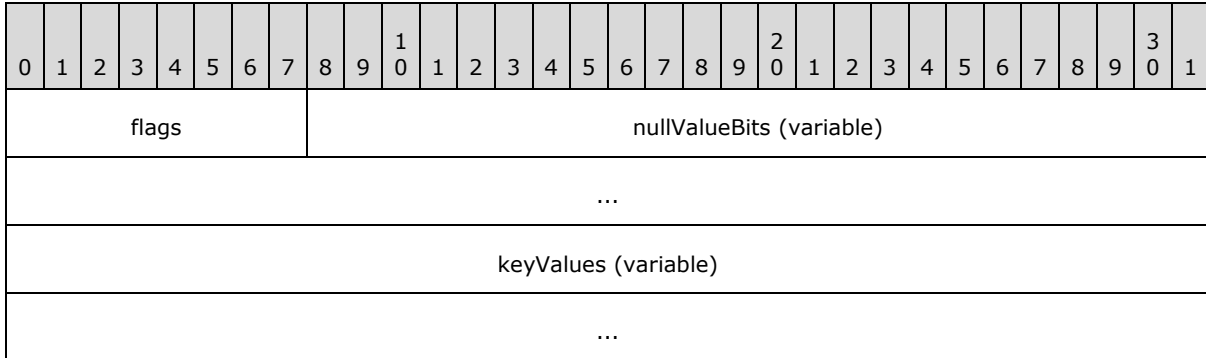 0 1 2 3 4 5 6 7 8 9 1 0 1 2 3 4 5 6 7 8 9 2 0 1 2 3 4 5 6 7 8 9 3 0 1
flags nullValueBits (variable)
...
keyValues (variable)
...